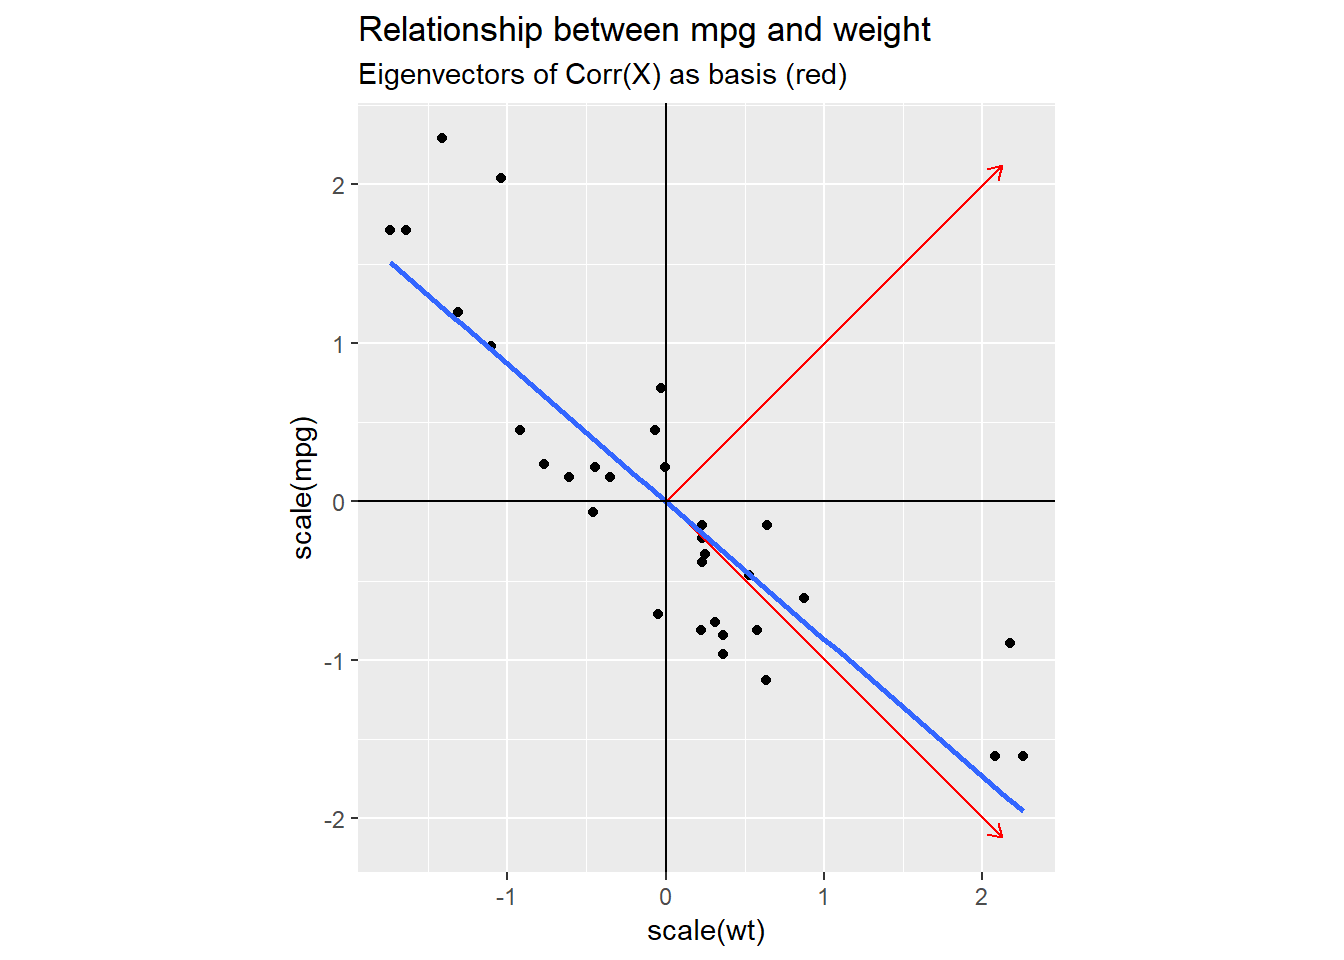 Relationship between mpg and weight
Eigenvectors of Corr(X) as basis (red)
2
1
0
-1
-2
scale(mpg)
-1 0 1 2
scale(wt)